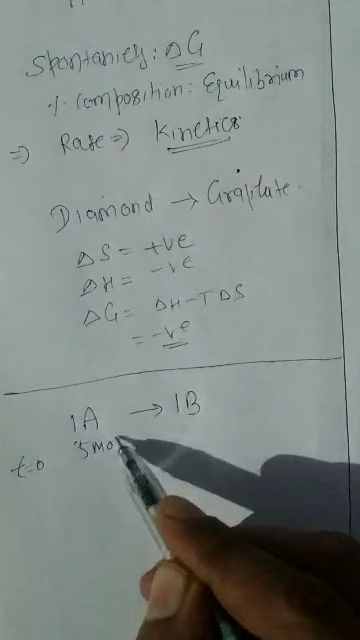 Spontaniety: ΔG
% Composition: Equilibrium
⇒ Rate ⇒ Kinetics
Diamond → Graphite.
ΔS = +ve
ΔH = -ve
ΔG = ΔH-TΔS
= -ve
1A → 1B
t=0 5mo